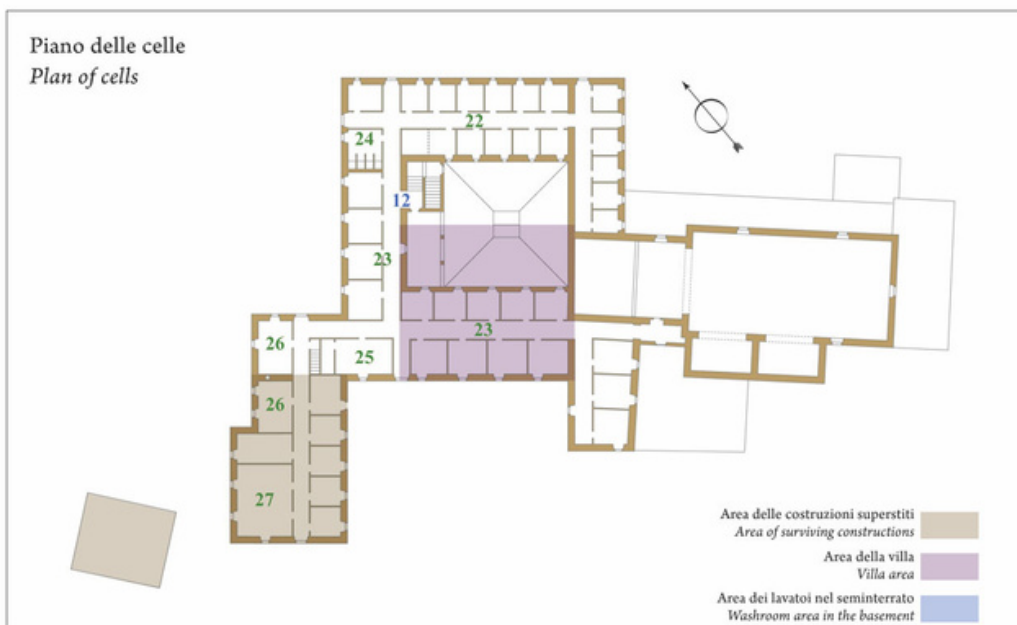 Piano delle celle
Plan of cells
22
24
12
23
23
26
25
26
27
Area delle costruzioni superstiti
Area of surviving constructions
Area della villa
Villa area
Area dei lavatoi nel seminterrato
Washroom area in the basement